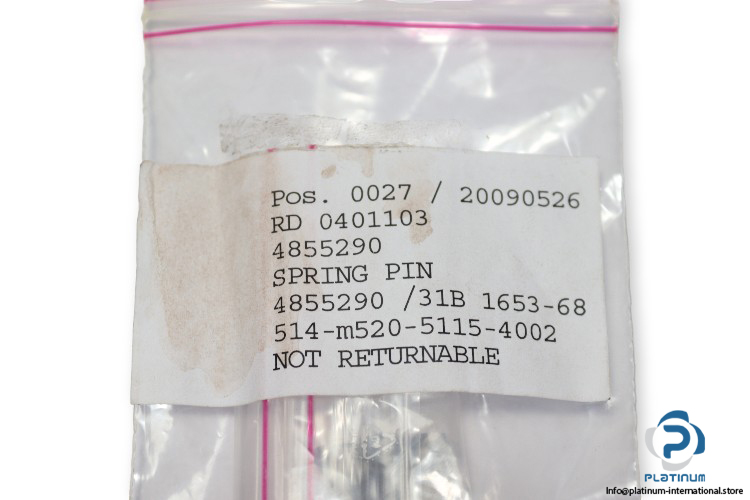 Pos. 0027 / 20090526
RD 0401103
4855290
SPRING PIN
4855290 /31B 1653-68
514-m520-5115-4002
NOT RETURNABLE
PLATINUM
Info@platinum-international.store